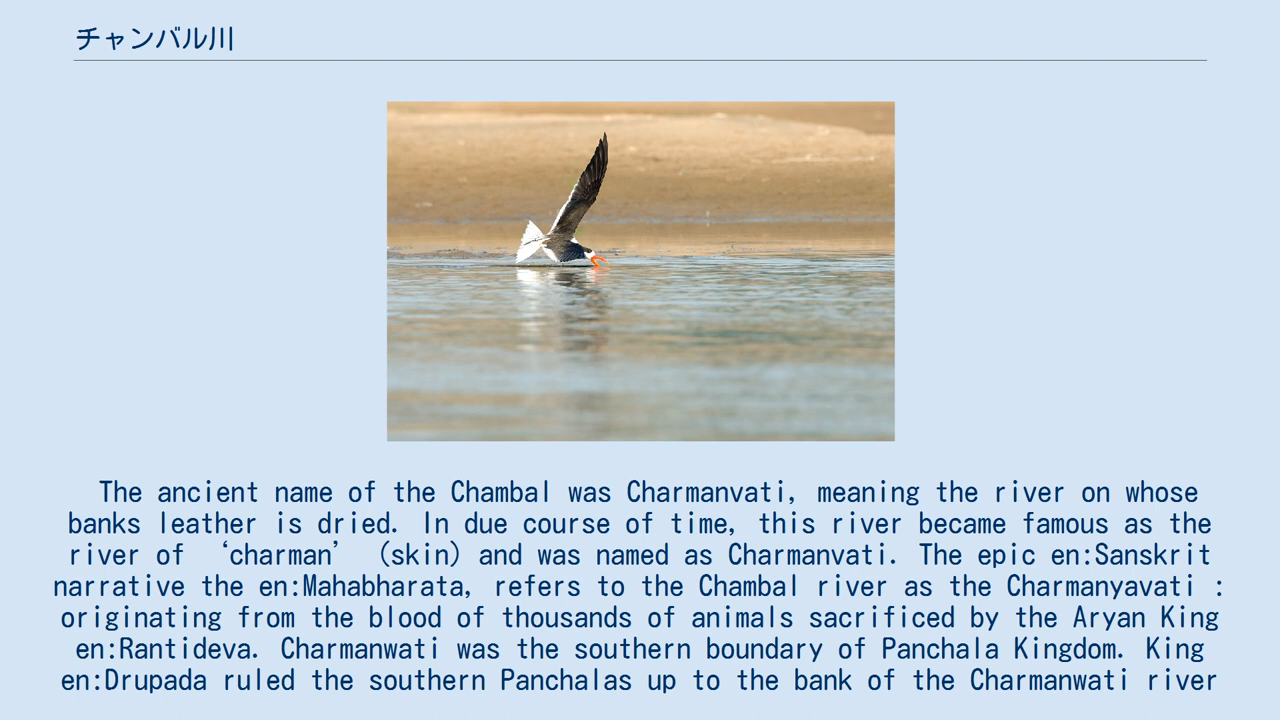 チャンバル川
The ancient name of the Chambal was Charmanvati, meaning the river on whose
banks leather is dried. In due course of time, this river became famous as the
river of ‘charman’ (skin) and was named as Charmanvati. The epic en:Sanskrit
narrative the en:Mahabharata, refers to the Chambal river as the Charmanyavati :
originating from the blood of thousands of animals sacrificed by the Aryan King
en:Rantideva. Charmanwati was the southern boundary of Panchala Kingdom. King
en:Drupada ruled the southern Panchalas up to the bank of the Charmanwati river